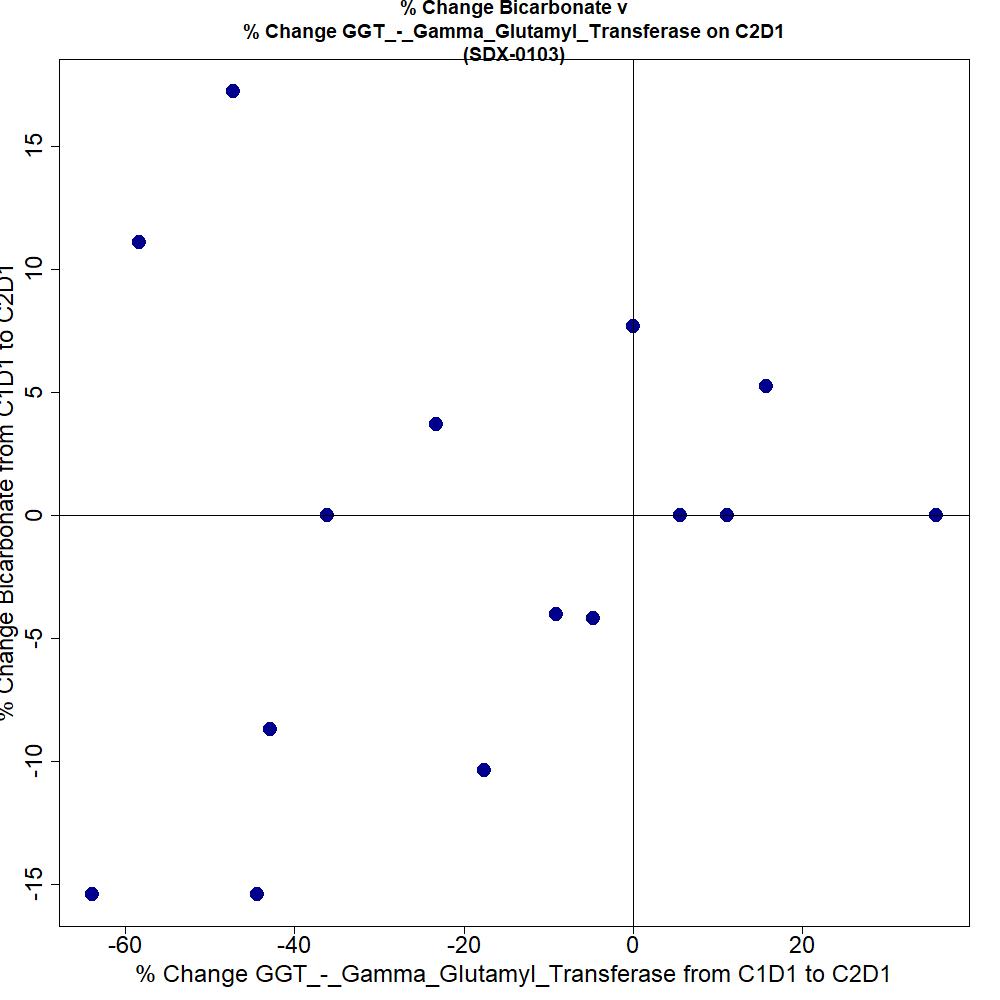 % Change Bicarbonate v
% Change GGT_-_Gamma_Glutamyl_Transferase on C2D1
(SDX-0103)
% Change Bicarbonate from C1D1 to C2D1
15
10
5
0
-5
-10
-15
-60 -40 -20 0 20
% Change GGT_-_Gamma_Glutamyl_Transferase from C1D1 to C2D1